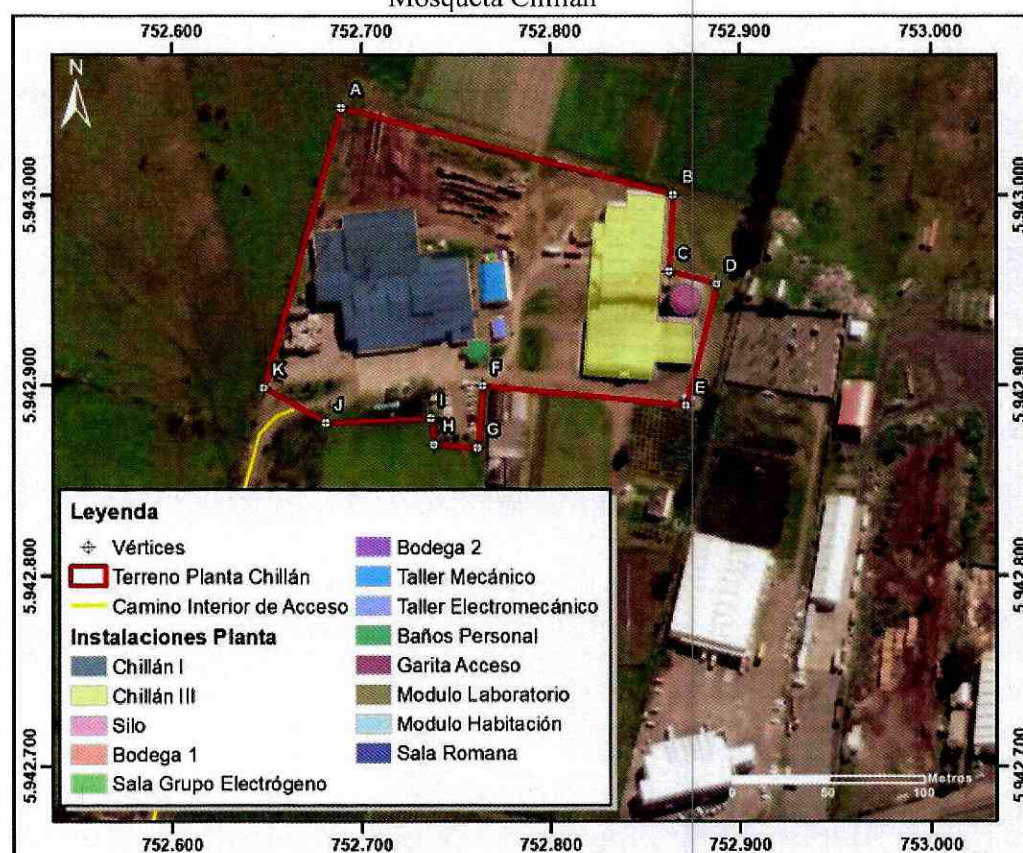 Mosqueta Chillán
752.600 752.700 752.800 752.900 753.000
N
A
B
5.943.000 5.943.000
C
D
K
F
5.942.900 5.942.900
E
J
I
H
G
Leyenda
Vértices
Terreno Planta Chillán
Camino Interior de Acceso
Instalaciones Planta
Chillán I
Chillán III
Silo
Bodega 1
Sala Grupo Electrógeno
Bodega 2
Taller Mecánico
Taller Electromecánico
Baños Personal
Garita Acceso
Modulo Laboratorio
Modulo Habitación
Sala Romana
5.942.800 5.942.800
5.942.700 5.942.700
Metros
0 50 100
752.600 752.700 752.800 752.900 753.000